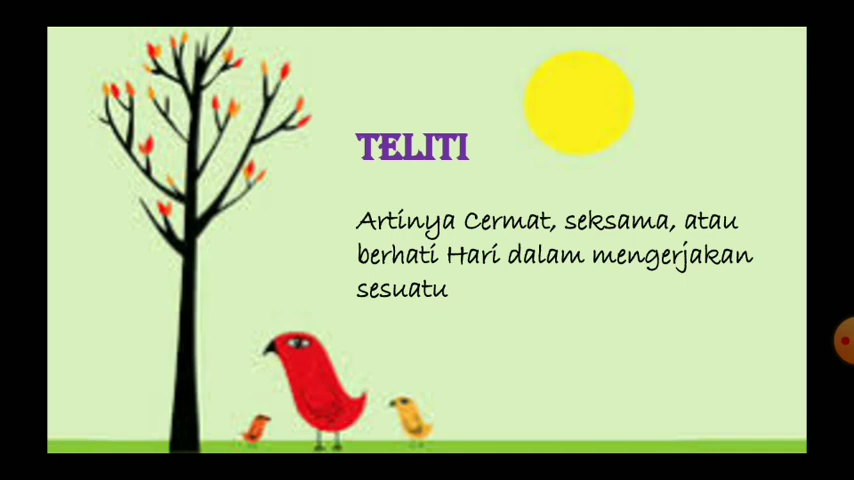 TELITI
Artinya Cermat, seksama, atau
berhati Hari dalam mengerjakan
sesuatu